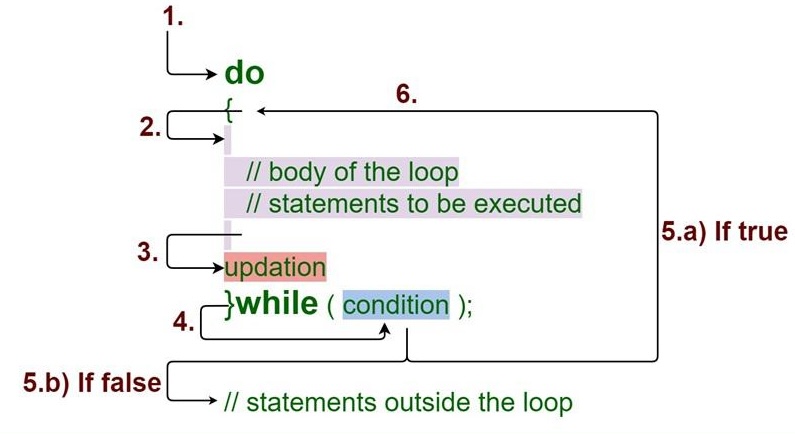 1.
do
6.
{
2.
// body of the loop
// statements to be executed
5.a) If true
3.
updation
}while ( condition );
4.
5.b) If false
// statements outside the loop